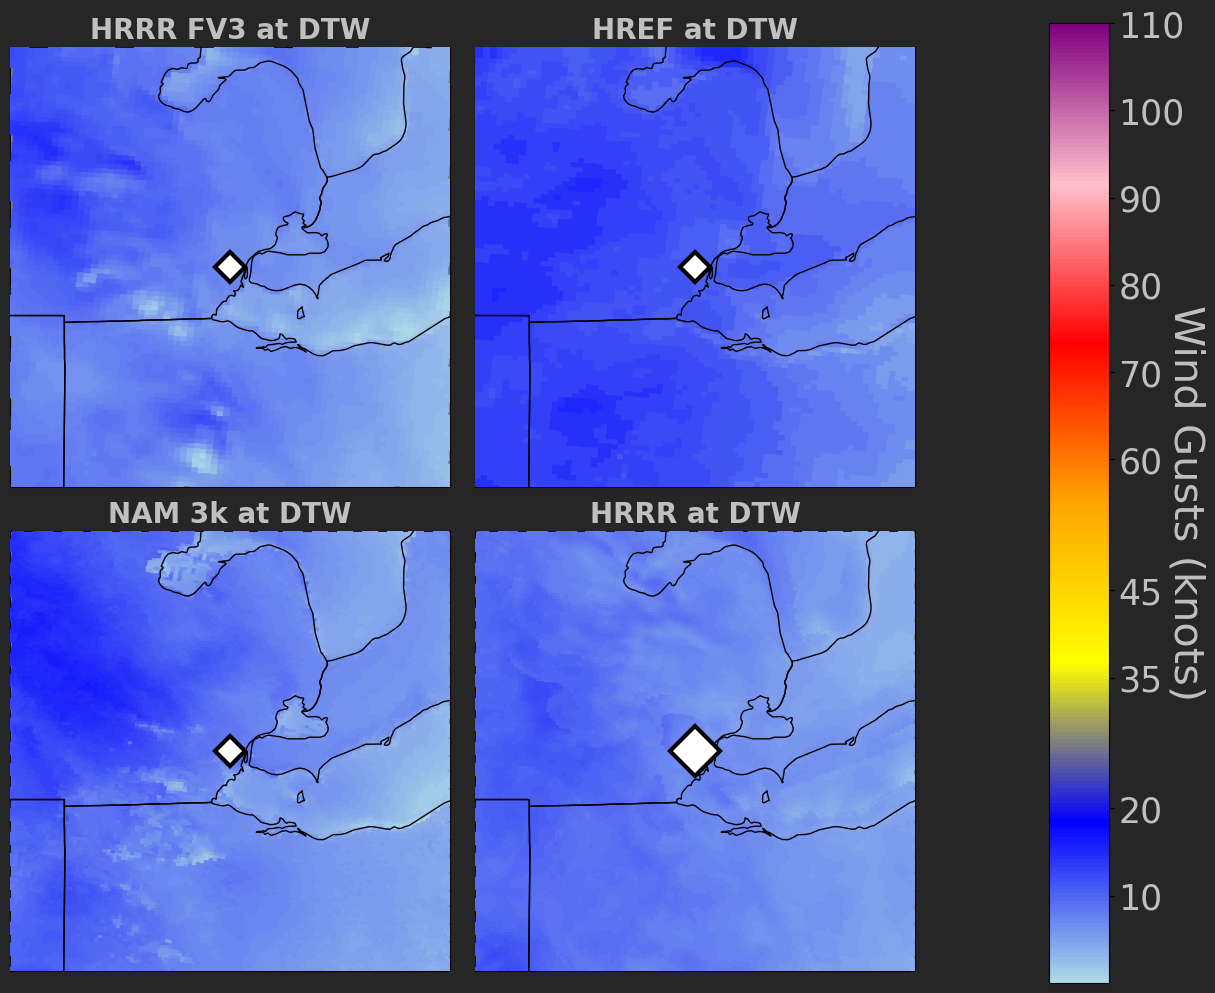 HRRR FV3 at DTW
HREF at DTW
NAM 3k at DTW
HRRR at DTW
110
100
90
80
70
60
45
35
20
10
Wind Gusts (knots)